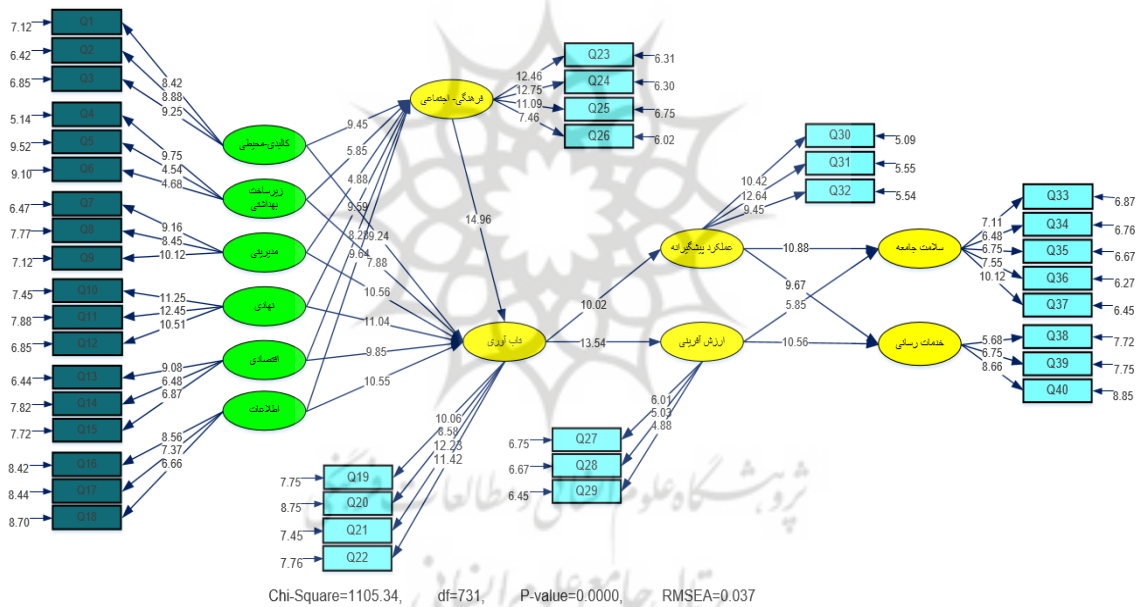 7.12
Q1
6.42
Q2
6.85
Q3
5.14
Q4
9.52
Q5
9.10
Q6
6.47
Q7
7.77
Q8
7.12
Q9
7.45
Q10
7.88
Q11
6.85
Q12
6.44
Q13
7.82
Q14
7.72
Q15
8.42
Q16
8.44
Q17
8.70
Q18
8.42
8.88
9.25
9.75
4.54
4.68
9.16
8.45
10.12
11.25
12.45
10.51
9.08
6.48
6.87
8.56
7.37
6.66
کالبدی-محیطی
زیرساخت
بهداشتی
مدیریتی
نهادی
اقتصادی
اطلاعات
9.45
5.85
4.88
9.59
8.28
9.64
9.24
7.88
10.56
11.04
9.85
10.55
فرهنگی- اجتماعی
12.46
12.75
11.09
7.46
Q23
6.31
Q24
6.30
Q25
6.75
Q26
6.02
14.96
تاب آوری
10.06
8.58
12.23
11.42
7.75
Q19
8.75
Q20
7.45
Q21
7.76
Q22
10.02
13.54
عملکرد پیشگیرانه
10.42
12.64
9.45
Q30
5.09
Q31
5.55
Q32
5.54
ارزش آفرینی
6.01
5.03
4.88
6.75
Q27
6.67
Q28
6.45
Q29
10.88
9.67
5.85
10.56
سلامت جامعه
7.11
6.48
6.75
7.55
10.12
Q33
6.87
Q34
6.76
Q35
6.67
Q36
6.27
Q37
6.45
خدمات رسانی
5.68
6.75
8.66
Q38
7.72
Q39
7.75
Q40
8.85
پژوهشگاه علوم انسانی و مطالعات فرهنگی
پرتال جامع علوم انسانی
Chi-Square=1105.34, df=731, P-value=0.0000, RMSEA=0.037